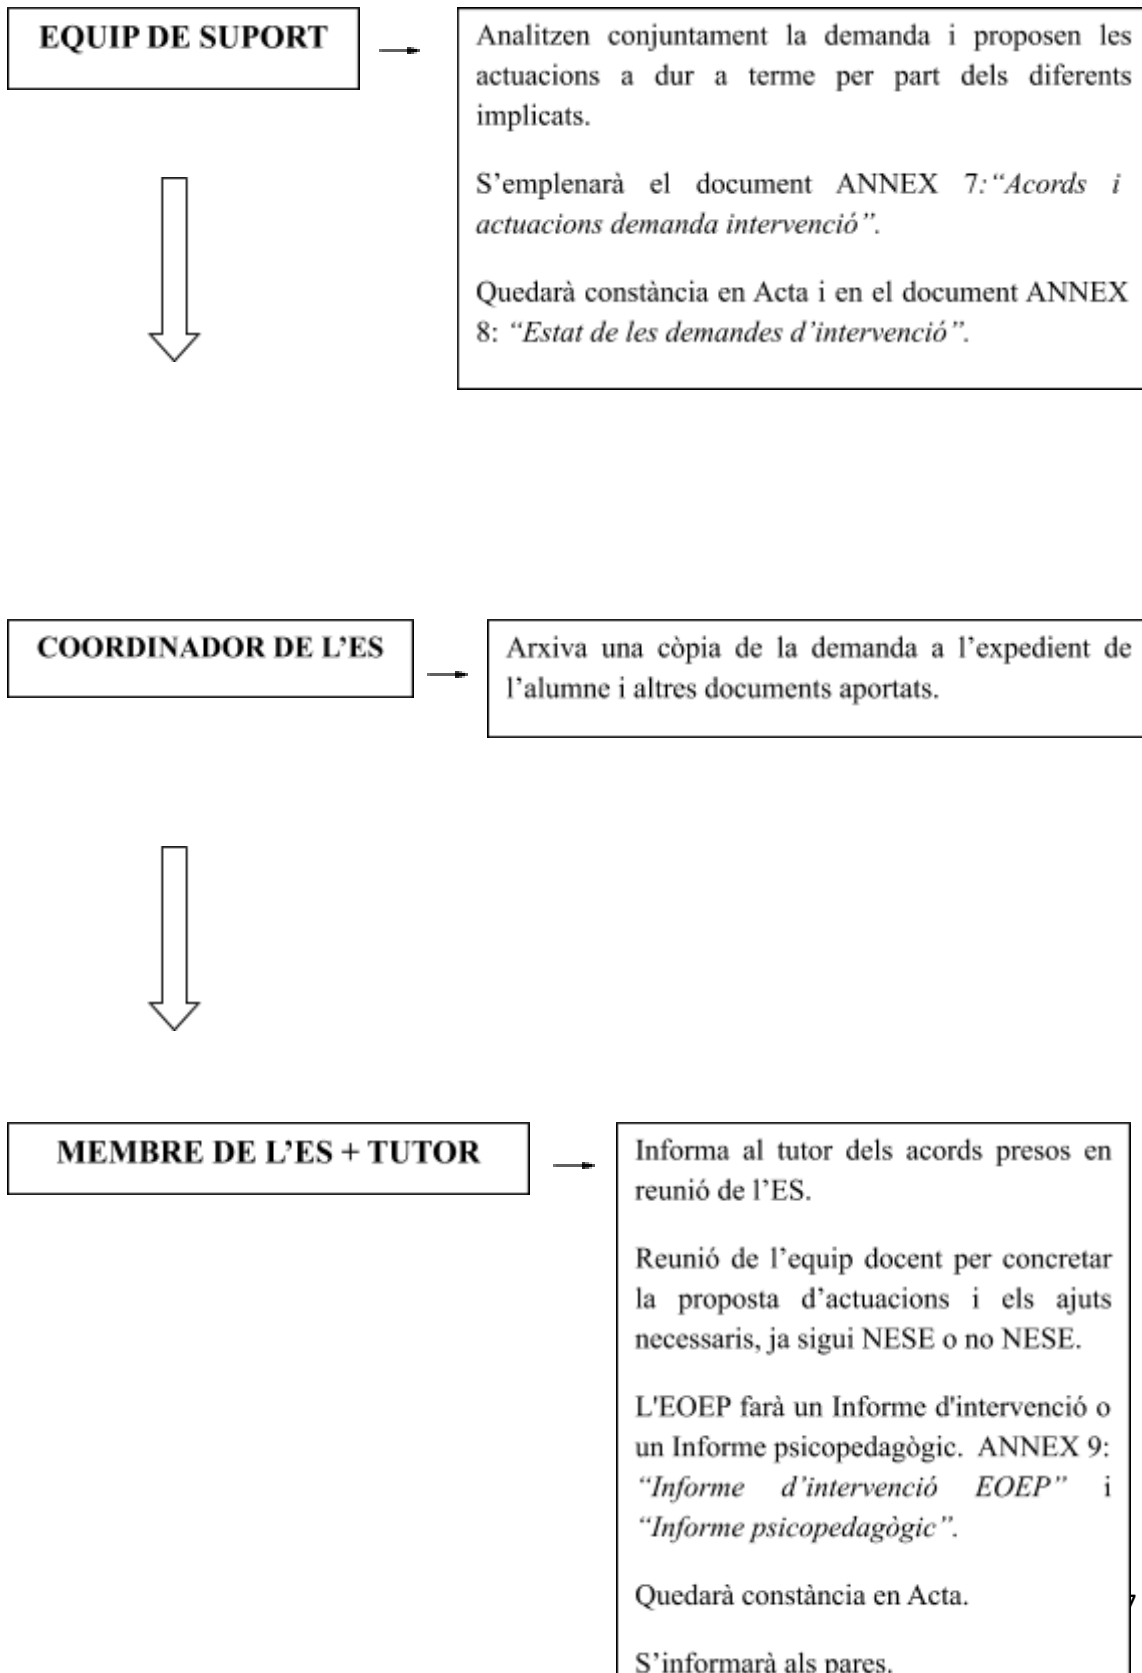 EQUIP DE SUPORT
Analitzen conjuntament la demanda i proposen les
actuacions a dur a terme per part dels diferents
implicats.
S’emplenarà el document ANNEX 7:“Acords i
actuacions demanda intervenció”.
Quedarà constància en Acta i en el document ANNEX
8: “Estat de les demandes d’intervenció”.
COORDINADOR DE L’ES
Arxiva una còpia de la demanda a l’expedient de
l’alumne i altres documents aportats.
MEMBRE DE L’ES + TUTOR
Informa al tutor dels acords presos en
reunió de l’ES.
Reunió de l’equip docent per concretar
la proposta d’actuacions i els ajuts
necessaris, ja sigui NESE o no NESE.
L'EOEP farà un Informe d'intervenció o
un Informe psicopedagògic. ANNEX 9:
“Informe d’intervenció EOEP” i
“Informe psicopedagògic”.
Quedarà constància en Acta.
S’informarà als pares.